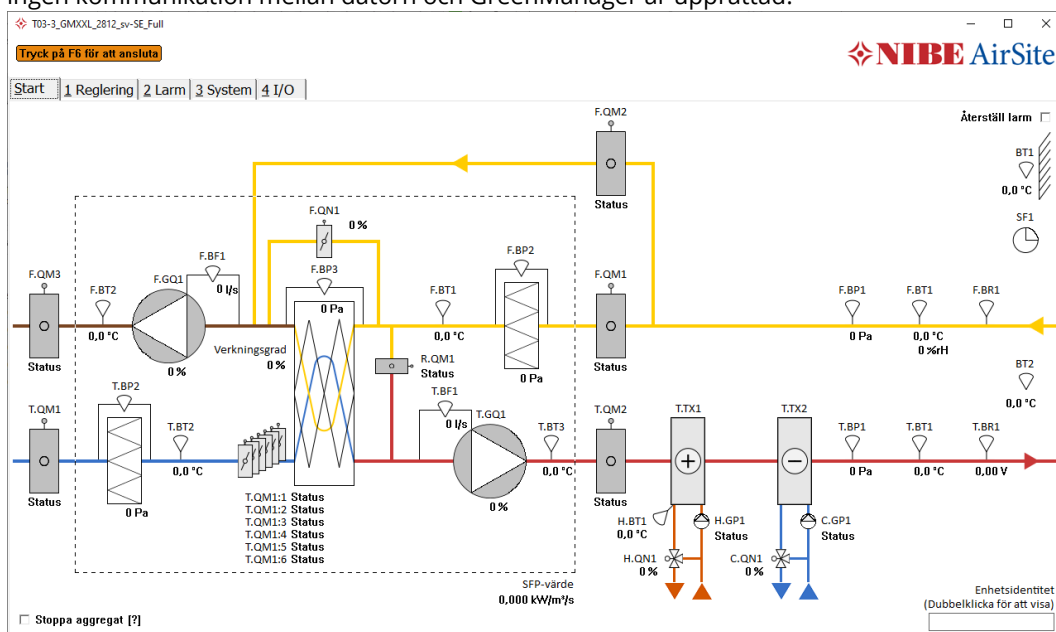 ingen kommunikation mellan datorn och GreenManager är upprättad.
T03-3_GMXXL_2812_sv-SE_Full
Tryck på F6 för att ansluta
NIBE AirSite
Start 1 Reglering 2 Larm 3 System 4 I/O
Återställ larm
F.QM2
Status
BT1
0,0 °C
SF1
F.QN1
0 %
F.BF1
0 l/s
F.BP3
0 Pa
F.BP2
0 Pa
F.QM3
Status
F.BT2
0,0 °C
F.GQ1
0 %
F.BT1
0,0 °C
F.QM1
Status
F.BP1
0 Pa
F.BT1
0,0 °C
0 %rH
F.BR1
Verkningsgrad
0 %
R.QM1
Status
BT2
0,0 °C
T.QM1
Status
T.BP2
0 Pa
T.BT2
0,0 °C
T.BF1
0 l/s
T.GQ1
0 %
T.BT3
0,0 °C
T.QM2
Status
T.TX1
T.TX2
T.BP1
0 Pa
T.BT1
0,0 °C
T.BR1
0,00 V
T.QM1:1 Status
T.QM1:2 Status
T.QM1:3 Status
T.QM1:4 Status
T.QM1:5 Status
T.QM1:6 Status
H.BT1
0,0 °C
H.GP1
Status
C.GP1
Status
H.QN1
0 %
C.QN1
0 %
SFP-värde
0,000 kW/m³/s
Enhetsidentitet
(Dubbelklicka för att visa)
Stoppa aggregat [?]